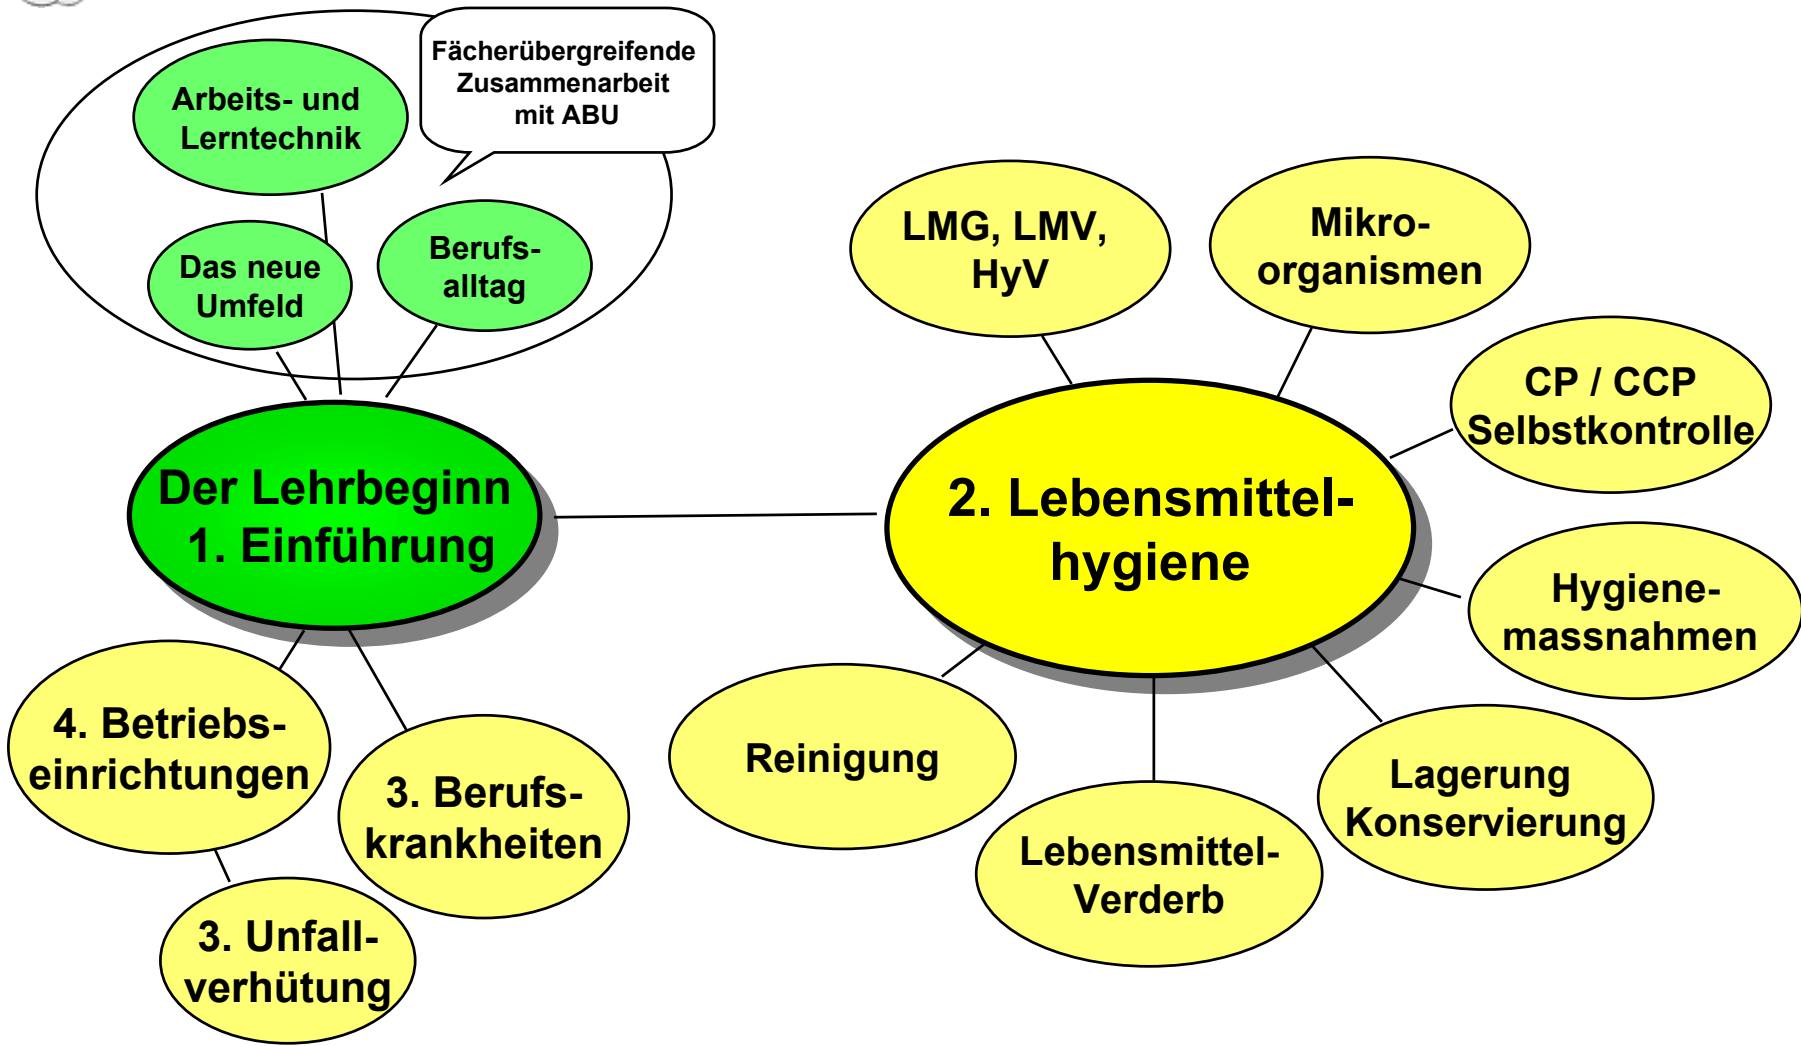 Fächerübergreifende
Zusammenarbeit
mit ABU
Arbeits- und
Lerntechnik
Das neue
Umfeld
Berufs-
alltag
Der Lehrbeginn
1. Einführung
4. Betriebs-
einrichtungen
3. Berufs-
krankheiten
3. Unfall-
verhütung
LMG, LMV,
HyV
Mikro-
organismen
CP / CCP
Selbstkontrolle
2. Lebensmittel-
hygiene
Hygiene-
massnahmen
Lagerung
Konservierung
Lebensmittel-
Verderb
Reinigung